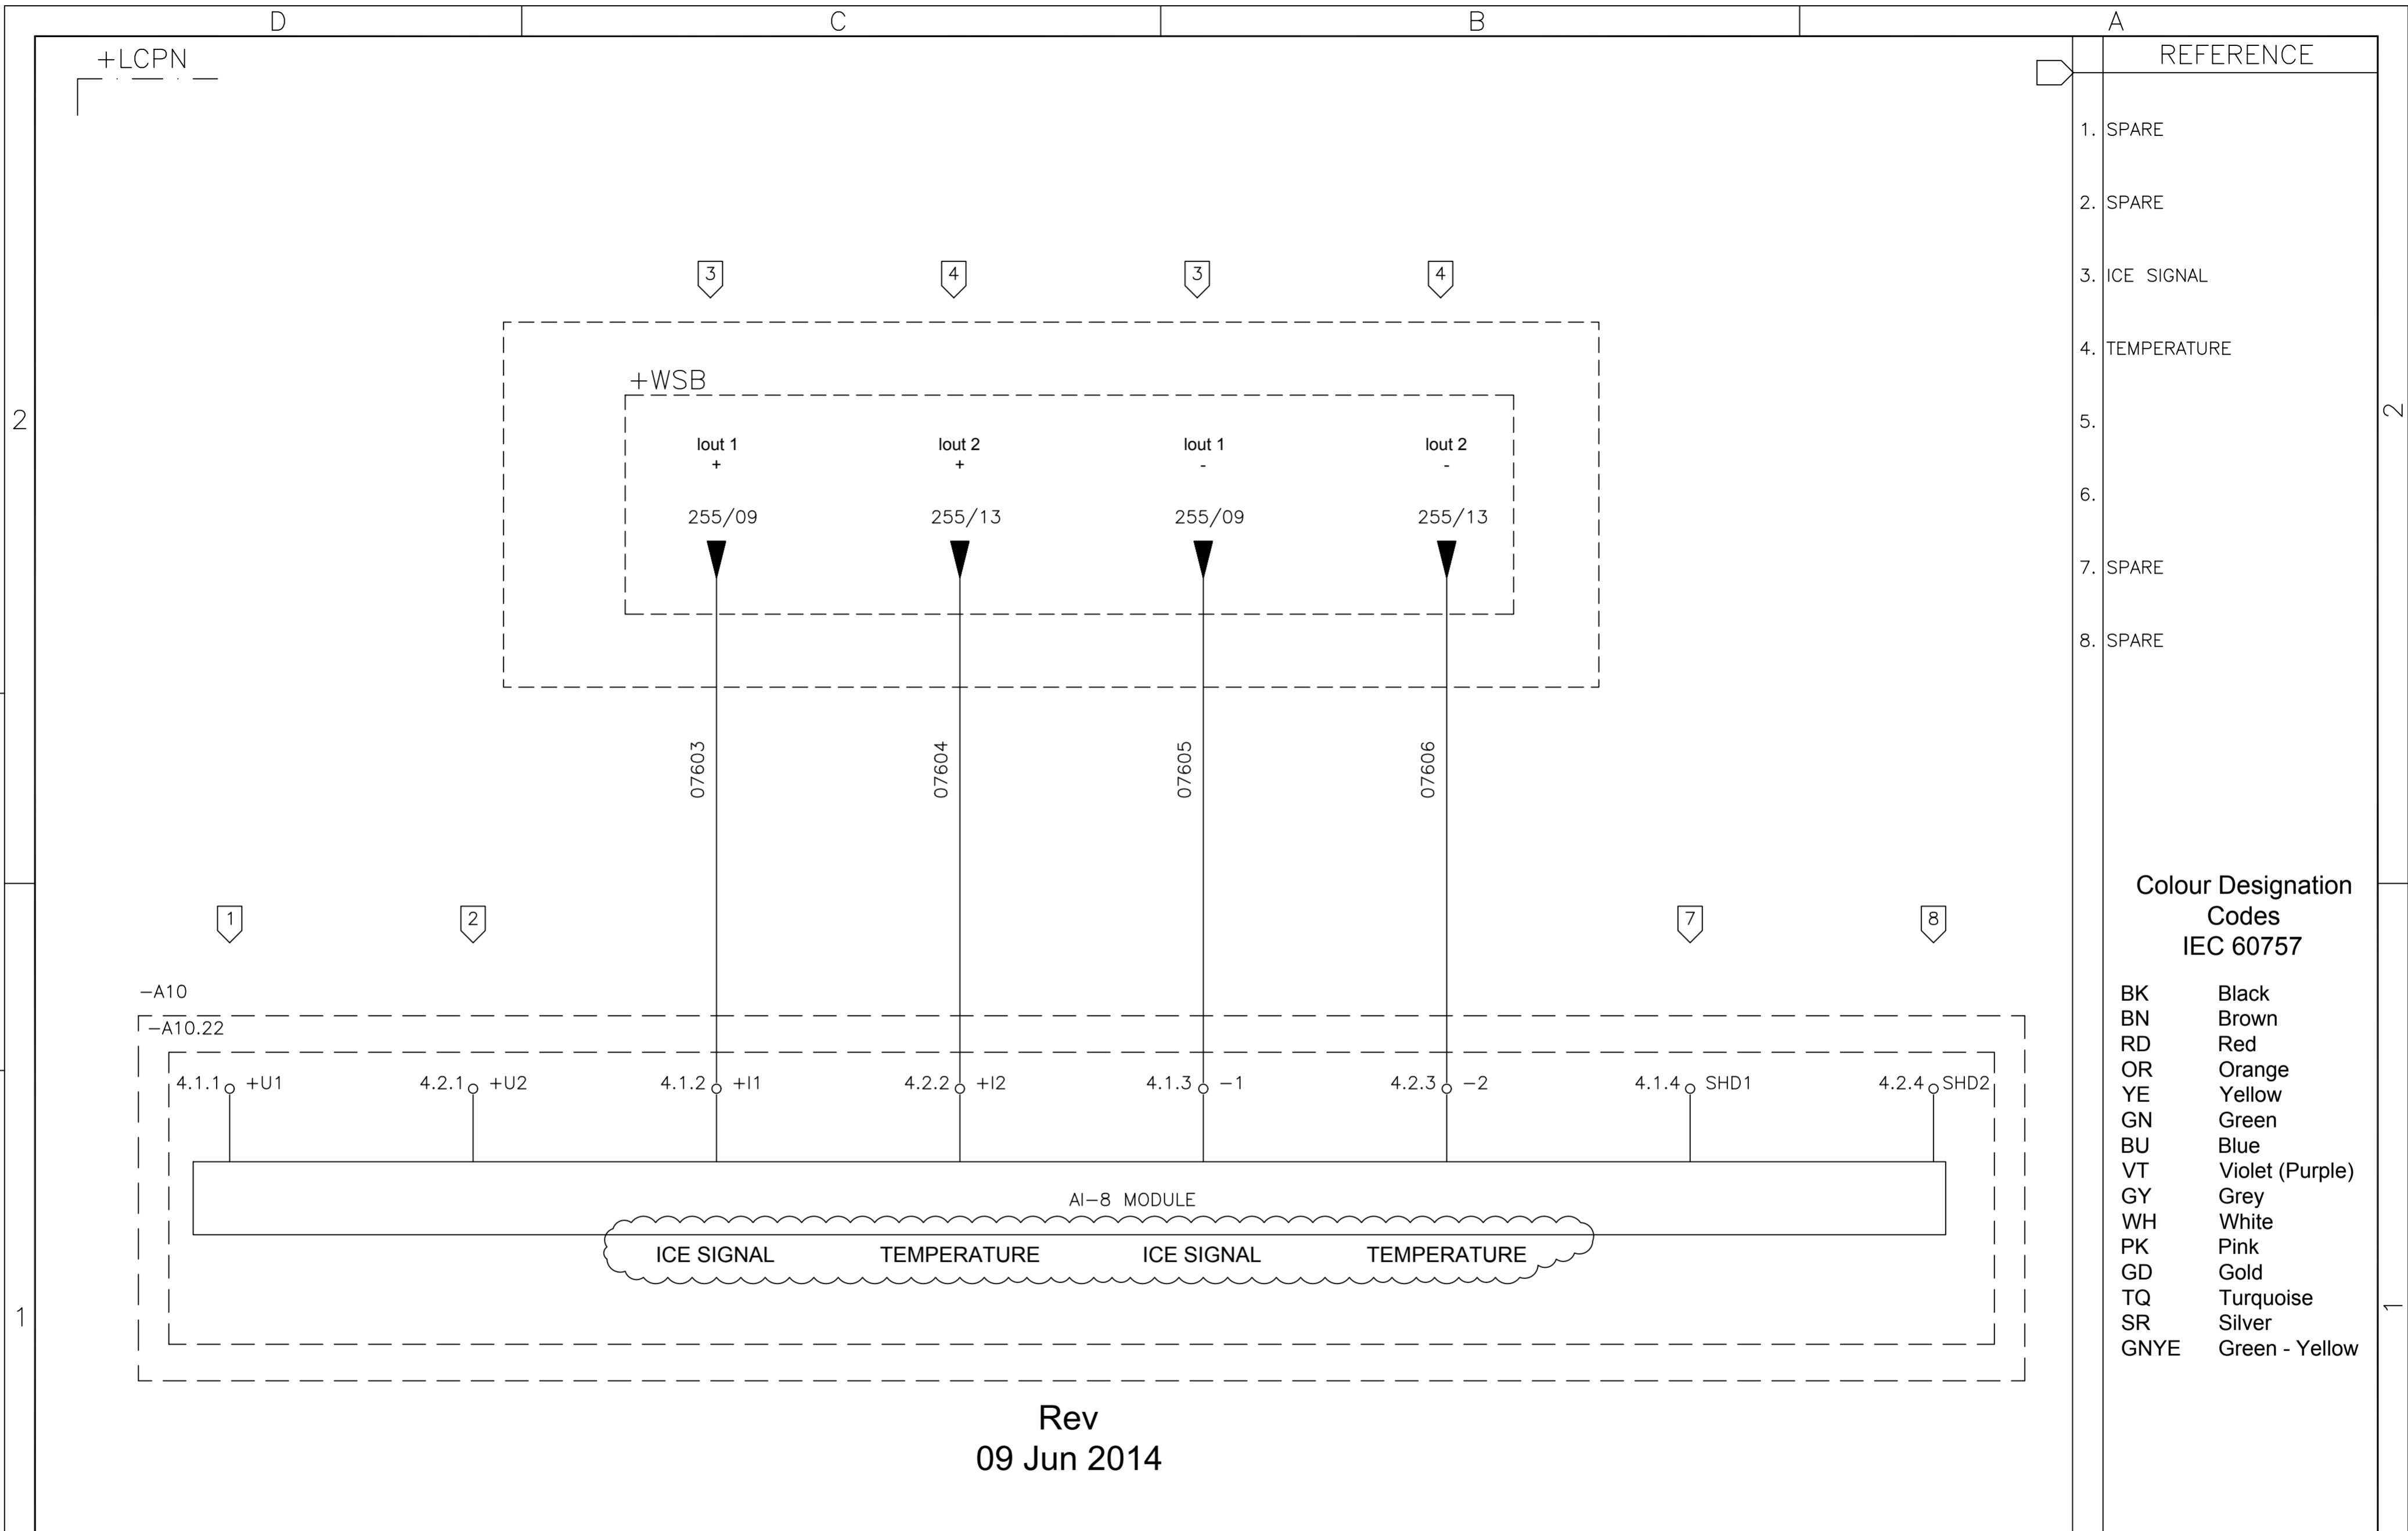 D C B A
+LCPN
REFERENCE
1. SPARE
2. SPARE
3. ICE SIGNAL
4. TEMPERATURE
5.
6.
7. SPARE
8. SPARE
3 4 3 4
+WSB
2 2
Iout 1 Iout 2 Iout 1 Iout 2
+ + - -
255/09 255/13 255/09 255/13
07603 07604 07605 07606
Colour Designation
Codes
IEC 60757
1 2 7 8
BK Black
BN Brown
RD Red
OR Orange
YE Yellow
GN Green
BU Blue
VT Violet (Purple)
GY Grey
WH White
PK Pink
GD Gold
TQ Turquoise
SR Silver
GNYE Green - Yellow
-A10
-A10.22
4.1.1 +U1 4.2.1 +U2 4.1.2 +I1 4.2.2 +I2 4.1.3 -1 4.2.3 -2 4.1.4 SHD1 4.2.4 SHD2
AI-8 MODULE
ICE SIGNAL TEMPERATURE ICE SIGNAL TEMPERATURE
1 1
Rev
09 Jun 2014